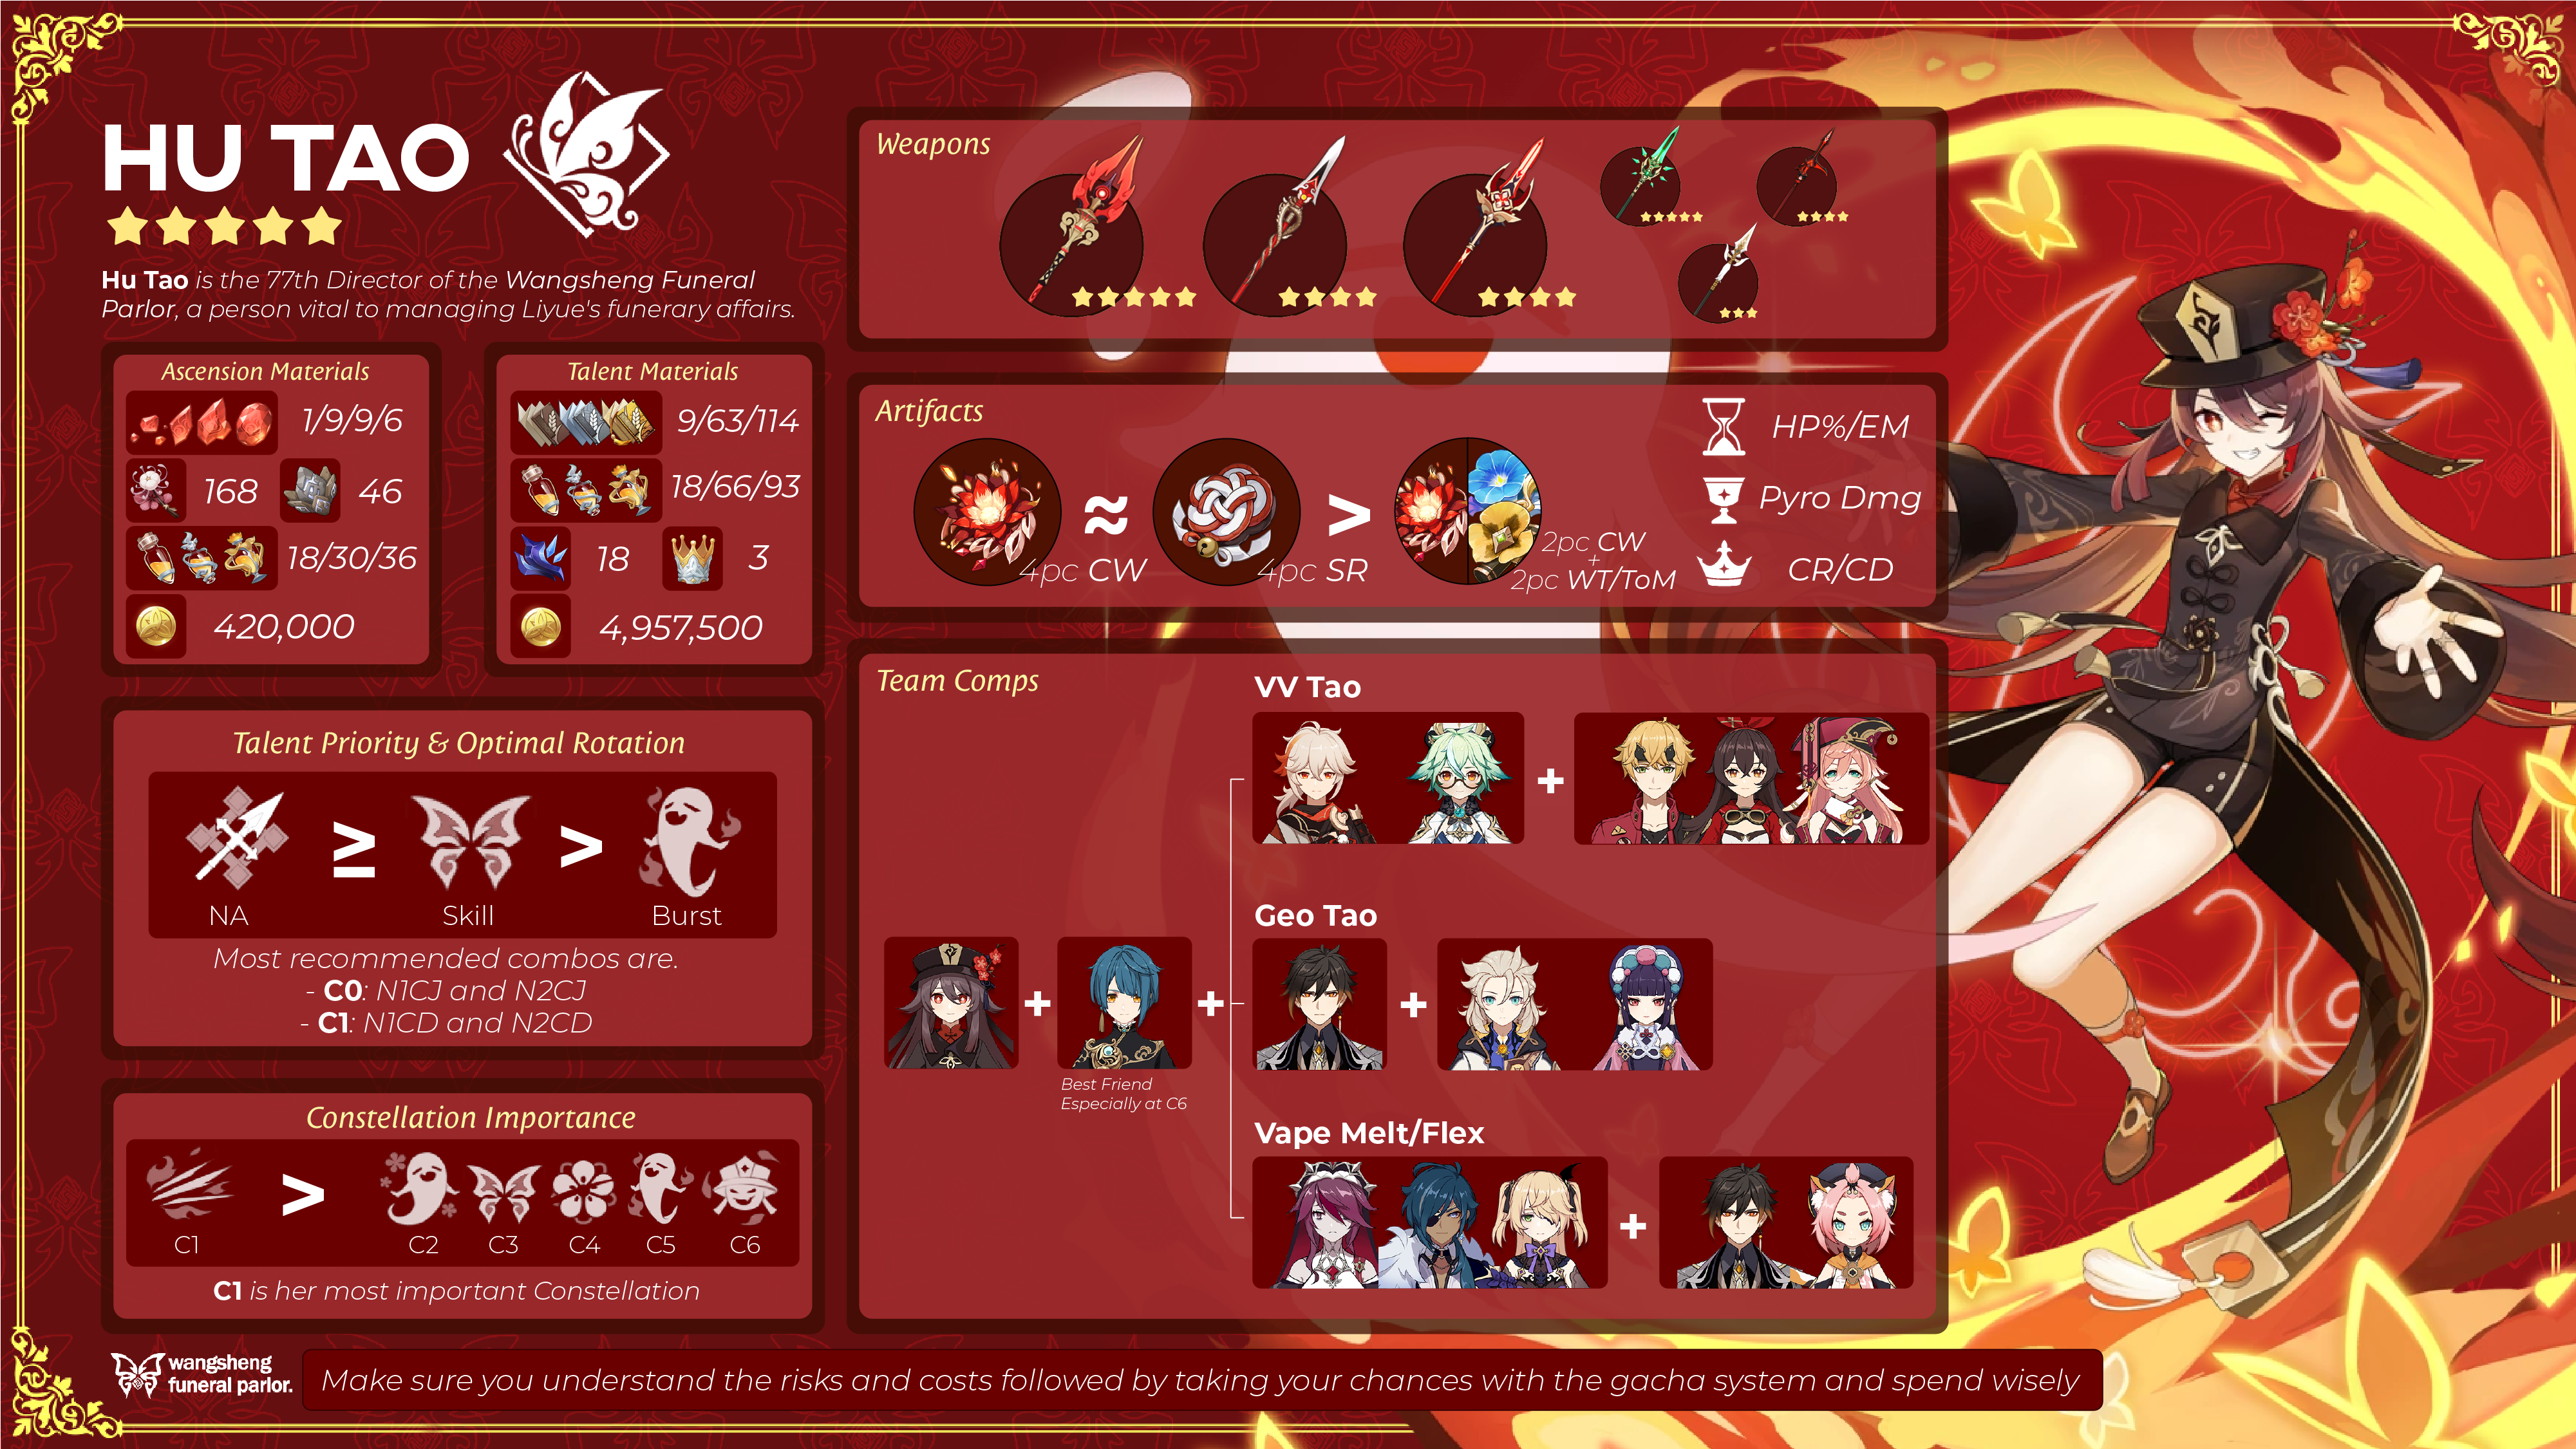 HU TAO
Hu Tao is the 77th Director of the Wangsheng Funeral
Parlor, a person vital to managing Liyue's funerary affairs.
Ascension Materials
1/9/9/6
168
46
18/30/36
420,000
Talent Materials
9/63/114
18/66/93
18
3
4,957,500
Talent Priority & Optimal Rotation
≥
>
NA
Skill
Burst
Most recommended combos are.
- C0: N1CJ and N2CJ
- C1: N1CD and N2CD
Constellation Importance
>
C1
C2
C3
C4
C5
C6
C1 is her most important Constellation
Weapons
Artifacts
≈
>
4pc CW
4pc SR
2pc CW
+
2pc WT/ToM
HP%/EM
Pyro Dmg
CR/CD
Team Comps
+
Best Friend
Especially at C6
+
VV Tao
+
Geo Tao
+
Vape Melt/Flex
+
wangsheng
funeral parlor.
Make sure you understand the risks and costs followed by taking your chances with the gacha system and spend wisely